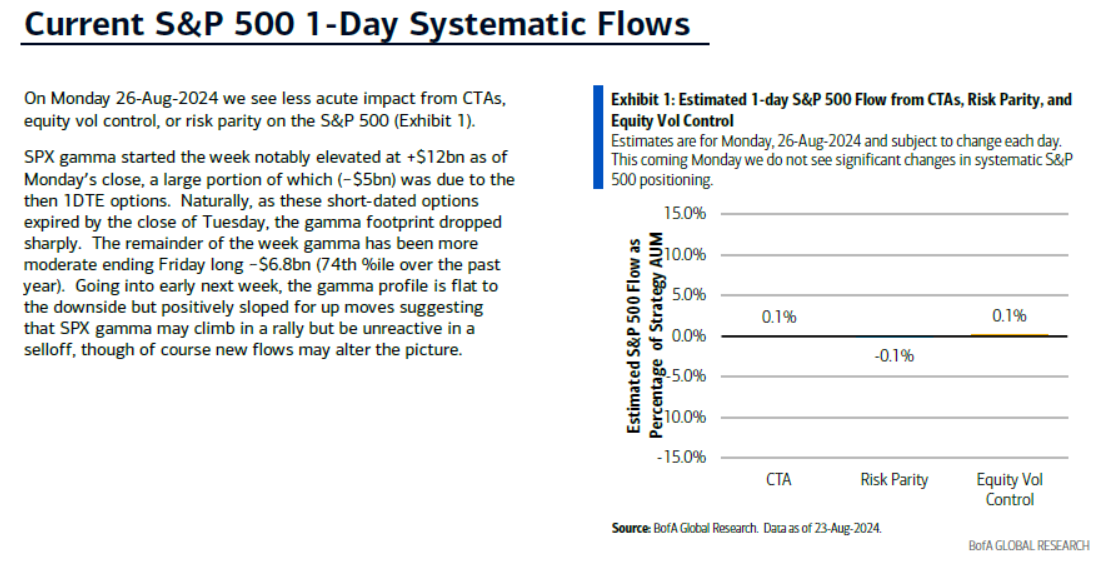 Current S&P 500 1-Day Systematic Flows
On Monday 26-Aug-2024 we see less acute impact from CTAs,
equity vol control, or risk parity on the S&P 500 (Exhibit 1).
SPX gamma started the week notably elevated at +$12bn as of
Monday's close, a large portion of which (~$5bn) was due to the
then 1DTE options.  Naturally, as these short-dated options
expired by the close of Tuesday, the gamma footprint dropped
sharply.  The remainder of the week gamma has been more
moderate ending Friday long ~$6.8bn (74th %ile over the past
year).  Going into early next week, the gamma profile is flat to
the downside but positively sloped for up moves suggesting
that SPX gamma may climb in a rally but be unreactive in a
selloff, though of course new flows may alter the picture.
Exhibit 1: Estimated 1-day S&P 500 Flow from CTAs, Risk Parity, and
Equity Vol Control
Estimates are for Monday, 26-Aug-2024 and subject to change each day.
This coming Monday we do not see significant changes in systematic S&P
500 positioning.
Estimated S&P 500 Flow as
Percentage of Strategy AUM
15.0%
10.0%
5.0%
0.0%
-5.0%
-10.0%
-15.0%
0.1%
-0.1%
0.1%
CTA
Risk Parity
Equity Vol
Control
Source: BofA Global Research. Data as of 23-Aug-2024.
BofA GLOBAL RESEARCH